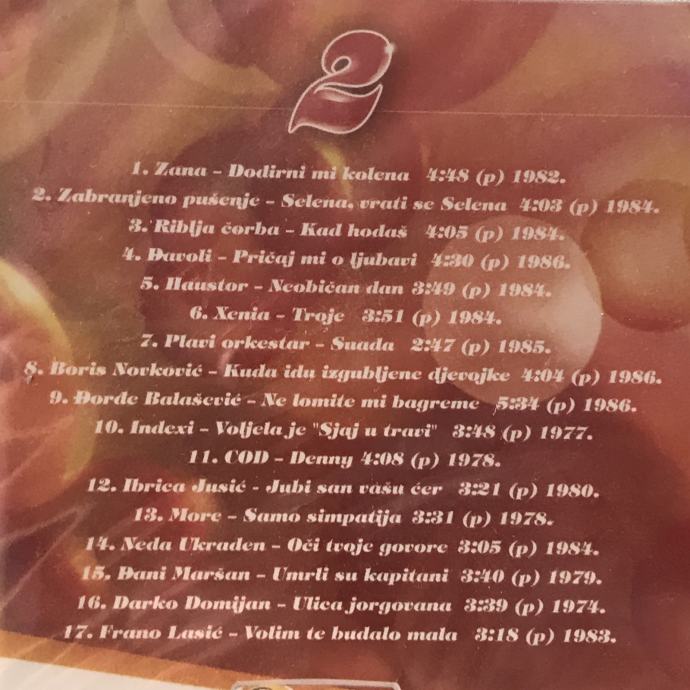 2
1. Zana - Dodirni mi kolena 4:48 (p) 1982.
2. Zabranjeno pušenje - Selena, vrati se Selena 4:03 (p) 1984.
3. Riblja čorba - Kad hodaš 4:05 (p) 1984.
4. Đavoli - Pričaj mi o ljubavi 4:30 (p) 1986.
5. Haustor - Neobičan dan 3:49 (p) 1984.
6. Xenia - Troje 3:51 (p) 1984.
7. Plavi orkestar - Suada 2:47 (p) 1985.
8. Boris Novković - Kuda idu izgubljene djevojke 4:04 (p) 1986.
9. Đorđe Balašević - Ne lomite mi bagreme 5:34 (p) 1986.
10. Indexi - Voljela je "Sjaj u travi" 3:48 (p) 1977.
11. COD - Denny 4:08 (p) 1978.
12. Ibrica Jusić - Jubi san vašu ćer 3:21 (p) 1980.
13. More - Samo simpatija 3:31 (p) 1978.
14. Neda Ukraden - Oči tvoje govore 3:05 (p) 1984.
15. Đani Maršan - Umrli su kapitani 3:40 (p) 1979.
16. Darko Domijan - Ulica jorgovana 3:39 (p) 1974.
17. Frano Lasić - Volim te budalo mala 3:18 (p) 1983.